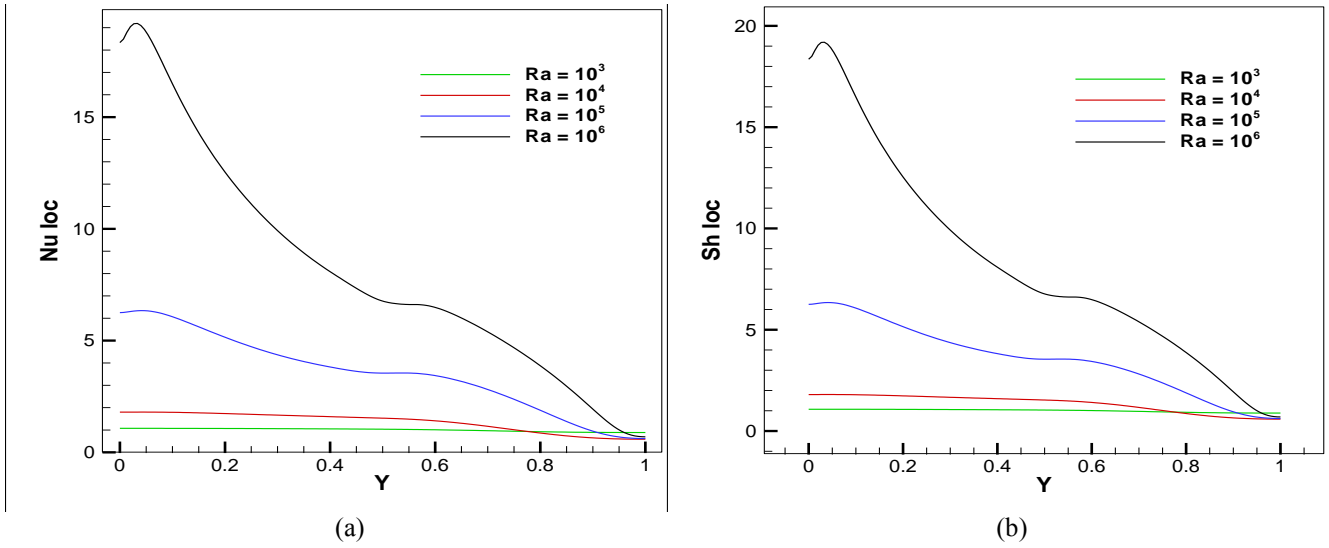 Nu loc
15
10
5
0
0
0.2
0.4
0.6
0.8
1
Y
Ra = 10³
Ra = 10⁴
Ra = 10⁵
Ra = 10⁶
(a)
Sh loc
20
15
10
5
0
0
0.2
0.4
0.6
0.8
1
Y
Ra = 10³
Ra = 10⁴
Ra = 10⁵
Ra = 10⁶
(b)